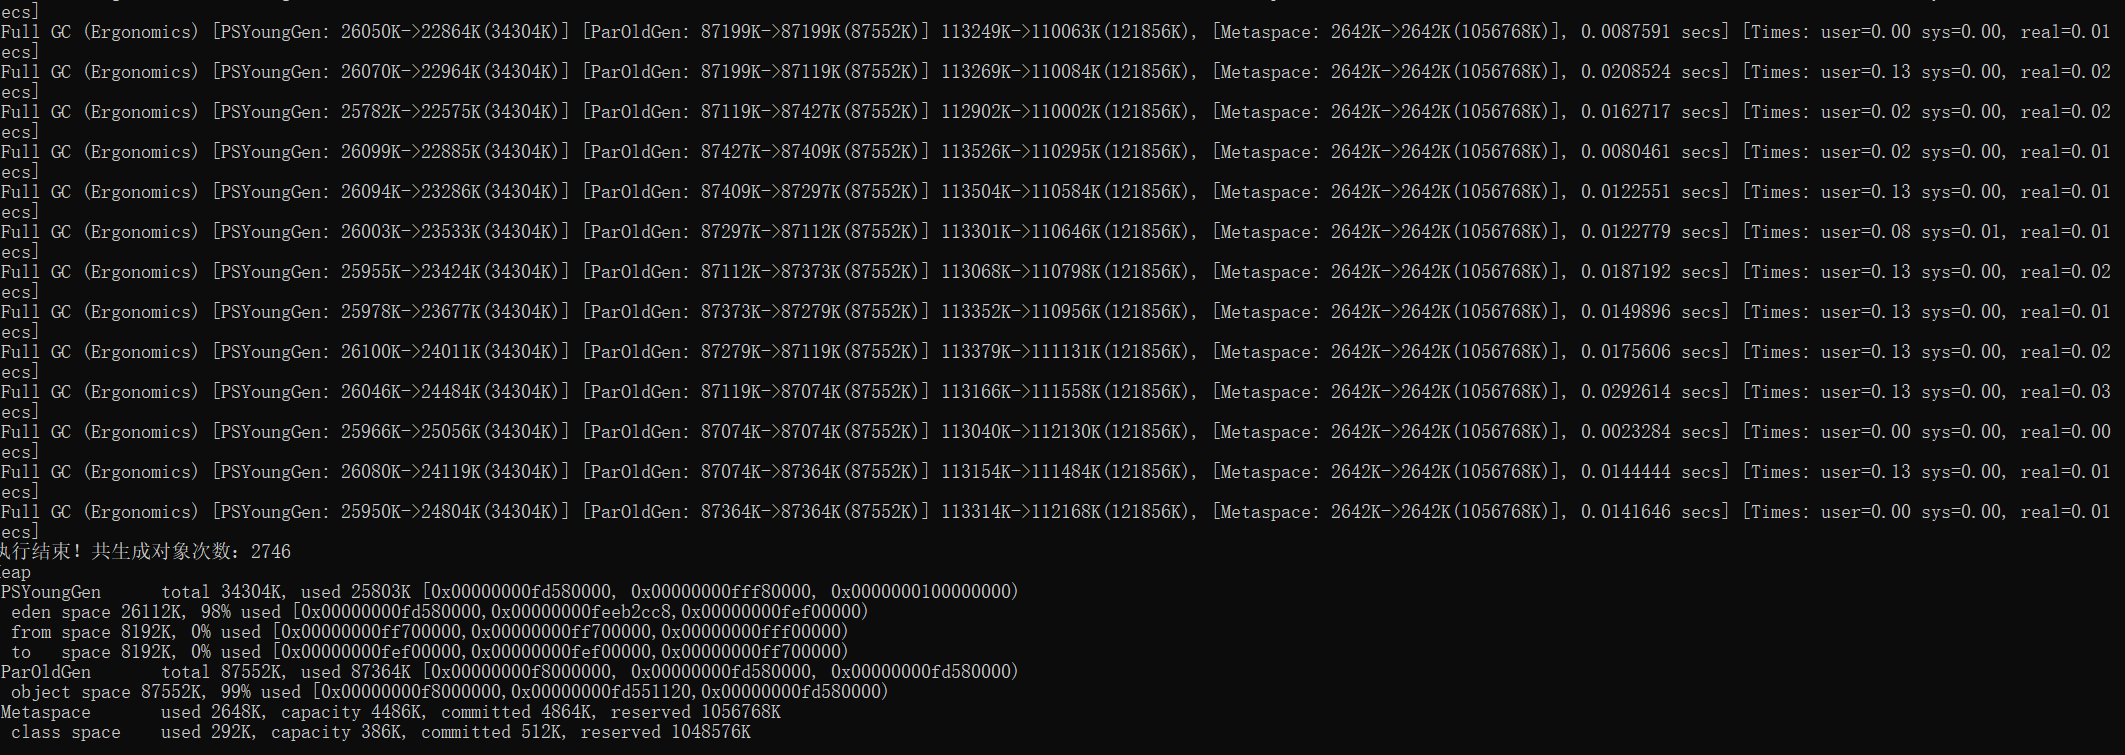 ecs]
Full GC (Ergonomics) [PSYoungGen: 26050K->22864K(34304K)] [ParOldGen: 87199K->87199K(87552K)] 113249K->110063K(121856K), [Metaspace: 2642K->2642K(1056768K)], 0.0087591 secs] [Times: user=0.00 sys=0.00, real=0.01
ecs]
Full GC (Ergonomics) [PSYoungGen: 26070K->22964K(34304K)] [ParOldGen: 87199K->87119K(87552K)] 113269K->110084K(121856K), [Metaspace: 2642K->2642K(1056768K)], 0.0208524 secs] [Times: user=0.13 sys=0.00, real=0.02
ecs]
Full GC (Ergonomics) [PSYoungGen: 25782K->22575K(34304K)] [ParOldGen: 87119K->87427K(87552K)] 112902K->110002K(121856K), [Metaspace: 2642K->2642K(1056768K)], 0.0162717 secs] [Times: user=0.02 sys=0.00, real=0.02
ecs]
Full GC (Ergonomics) [PSYoungGen: 26099K->22885K(34304K)] [ParOldGen: 87427K->87409K(87552K)] 113526K->110295K(121856K), [Metaspace: 2642K->2642K(1056768K)], 0.0080461 secs] [Times: user=0.02 sys=0.00, real=0.01
ecs]
Full GC (Ergonomics) [PSYoungGen: 26094K->23286K(34304K)] [ParOldGen: 87409K->87297K(87552K)] 113504K->110584K(121856K), [Metaspace: 2642K->2642K(1056768K)], 0.0122551 secs] [Times: user=0.13 sys=0.00, real=0.01
ecs]
Full GC (Ergonomics) [PSYoungGen: 26003K->23533K(34304K)] [ParOldGen: 87297K->87112K(87552K)] 113301K->110646K(121856K), [Metaspace: 2642K->2642K(1056768K)], 0.0122779 secs] [Times: user=0.08 sys=0.01, real=0.01
ecs]
Full GC (Ergonomics) [PSYoungGen: 25955K->23424K(34304K)] [ParOldGen: 87112K->87373K(87552K)] 113068K->110798K(121856K), [Metaspace: 2642K->2642K(1056768K)], 0.0187192 secs] [Times: user=0.13 sys=0.00, real=0.02
ecs]
Full GC (Ergonomics) [PSYoungGen: 25978K->23677K(34304K)] [ParOldGen: 87373K->87279K(87552K)] 113352K->110956K(121856K), [Metaspace: 2642K->2642K(1056768K)], 0.0149896 secs] [Times: user=0.13 sys=0.00, real=0.01
ecs]
Full GC (Ergonomics) [PSYoungGen: 26100K->24011K(34304K)] [ParOldGen: 87279K->87119K(87552K)] 113379K->111131K(121856K), [Metaspace: 2642K->2642K(1056768K)], 0.0175606 secs] [Times: user=0.13 sys=0.00, real=0.02
ecs]
Full GC (Ergonomics) [PSYoungGen: 26046K->24484K(34304K)] [ParOldGen: 87119K->87074K(87552K)] 113166K->111558K(121856K), [Metaspace: 2642K->2642K(1056768K)], 0.0292614 secs] [Times: user=0.13 sys=0.00, real=0.03
ecs]
Full GC (Ergonomics) [PSYoungGen: 25966K->25056K(34304K)] [ParOldGen: 87074K->87074K(87552K)] 113040K->112130K(121856K), [Metaspace: 2642K->2642K(1056768K)], 0.0023284 secs] [Times: user=0.00 sys=0.00, real=0.00
ecs]
Full GC (Ergonomics) [PSYoungGen: 26080K->24119K(34304K)] [ParOldGen: 87074K->87364K(87552K)] 113154K->111484K(121856K), [Metaspace: 2642K->2642K(1056768K)], 0.0144444 secs] [Times: user=0.13 sys=0.00, real=0.01
ecs]
Full GC (Ergonomics) [PSYoungGen: 25950K->24804K(34304K)] [ParOldGen: 87364K->87364K(87552K)] 113314K->112168K(121856K), [Metaspace: 2642K->2642K(1056768K)], 0.0141646 secs] [Times: user=0.00 sys=0.00, real=0.01
ecs]
执行结束! 共生成对象次数: 2746
eap
PSYoungGen      total 34304K, used 25803K [0x00000000fd580000, 0x00000000fff80000, 0x0000000100000000)
 eden space 26112K, 98% used [0x00000000fd580000,0x00000000feeb2cc8,0x00000000fef00000)
 from space 8192K, 0% used [0x00000000ff700000,0x00000000ff700000,0x00000000fff00000)
 to   space 8192K, 0% used [0x00000000fef00000,0x00000000fef00000,0x00000000ff700000)
ParOldGen       total 87552K, used 87364K [0x00000000f8000000, 0x00000000fd580000, 0x00000000fd580000)
 object space 87552K, 99% used [0x00000000f8000000,0x00000000fd551120,0x00000000fd580000)
Metaspace       used 2648K, capacity 4486K, committed 4864K, reserved 1056768K
 class space    used 292K, capacity 386K, committed 512K, reserved 1048576K